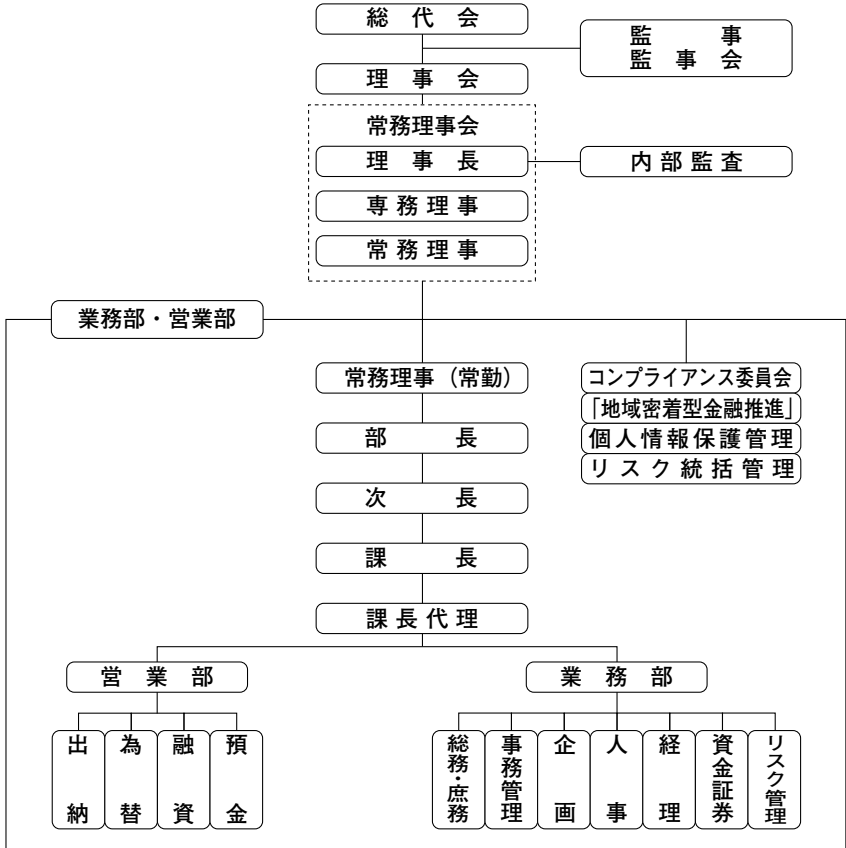 総代会
監事
監事会
理事会
常務理事会
理事長
内部監査
専務理事
常務理事
業務部・営業部
常務理事（常勤）
コンプライアンス委員会
「地域密着型金融推進」
部長
個人情報保護管理
リスク統括管理
次長
課長
課長代理
営業部
業務部
出納
為替
融資
預金
総務・庶務
事務管理
企画
人事
経理
資金証券
リスク管理